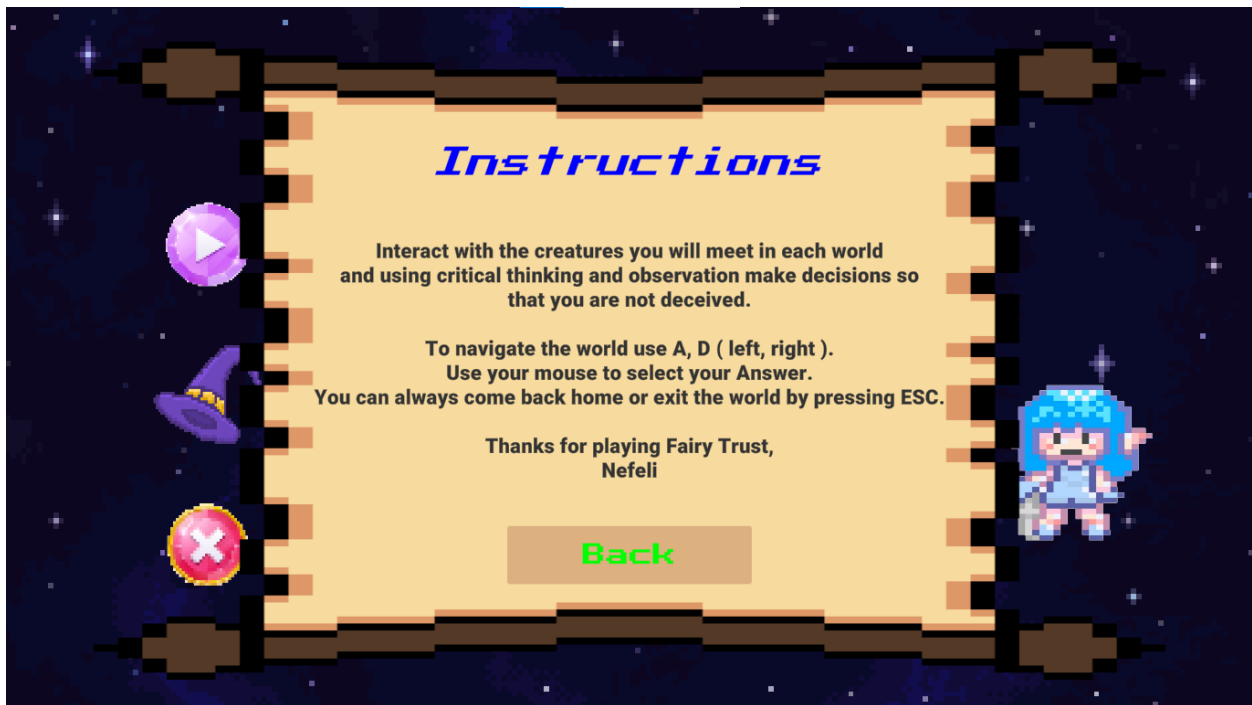 Instructions
Interact with the creatures you will meet in each world
and using critical thinking and observation make decisions so
that you are not deceived.
To navigate the world use A, D ( left, right ).
Use your mouse to select your Answer.
You can always come back home or exit the world by pressing ESC.
Thanks for playing Fairy Trust,
Nefeli
Back